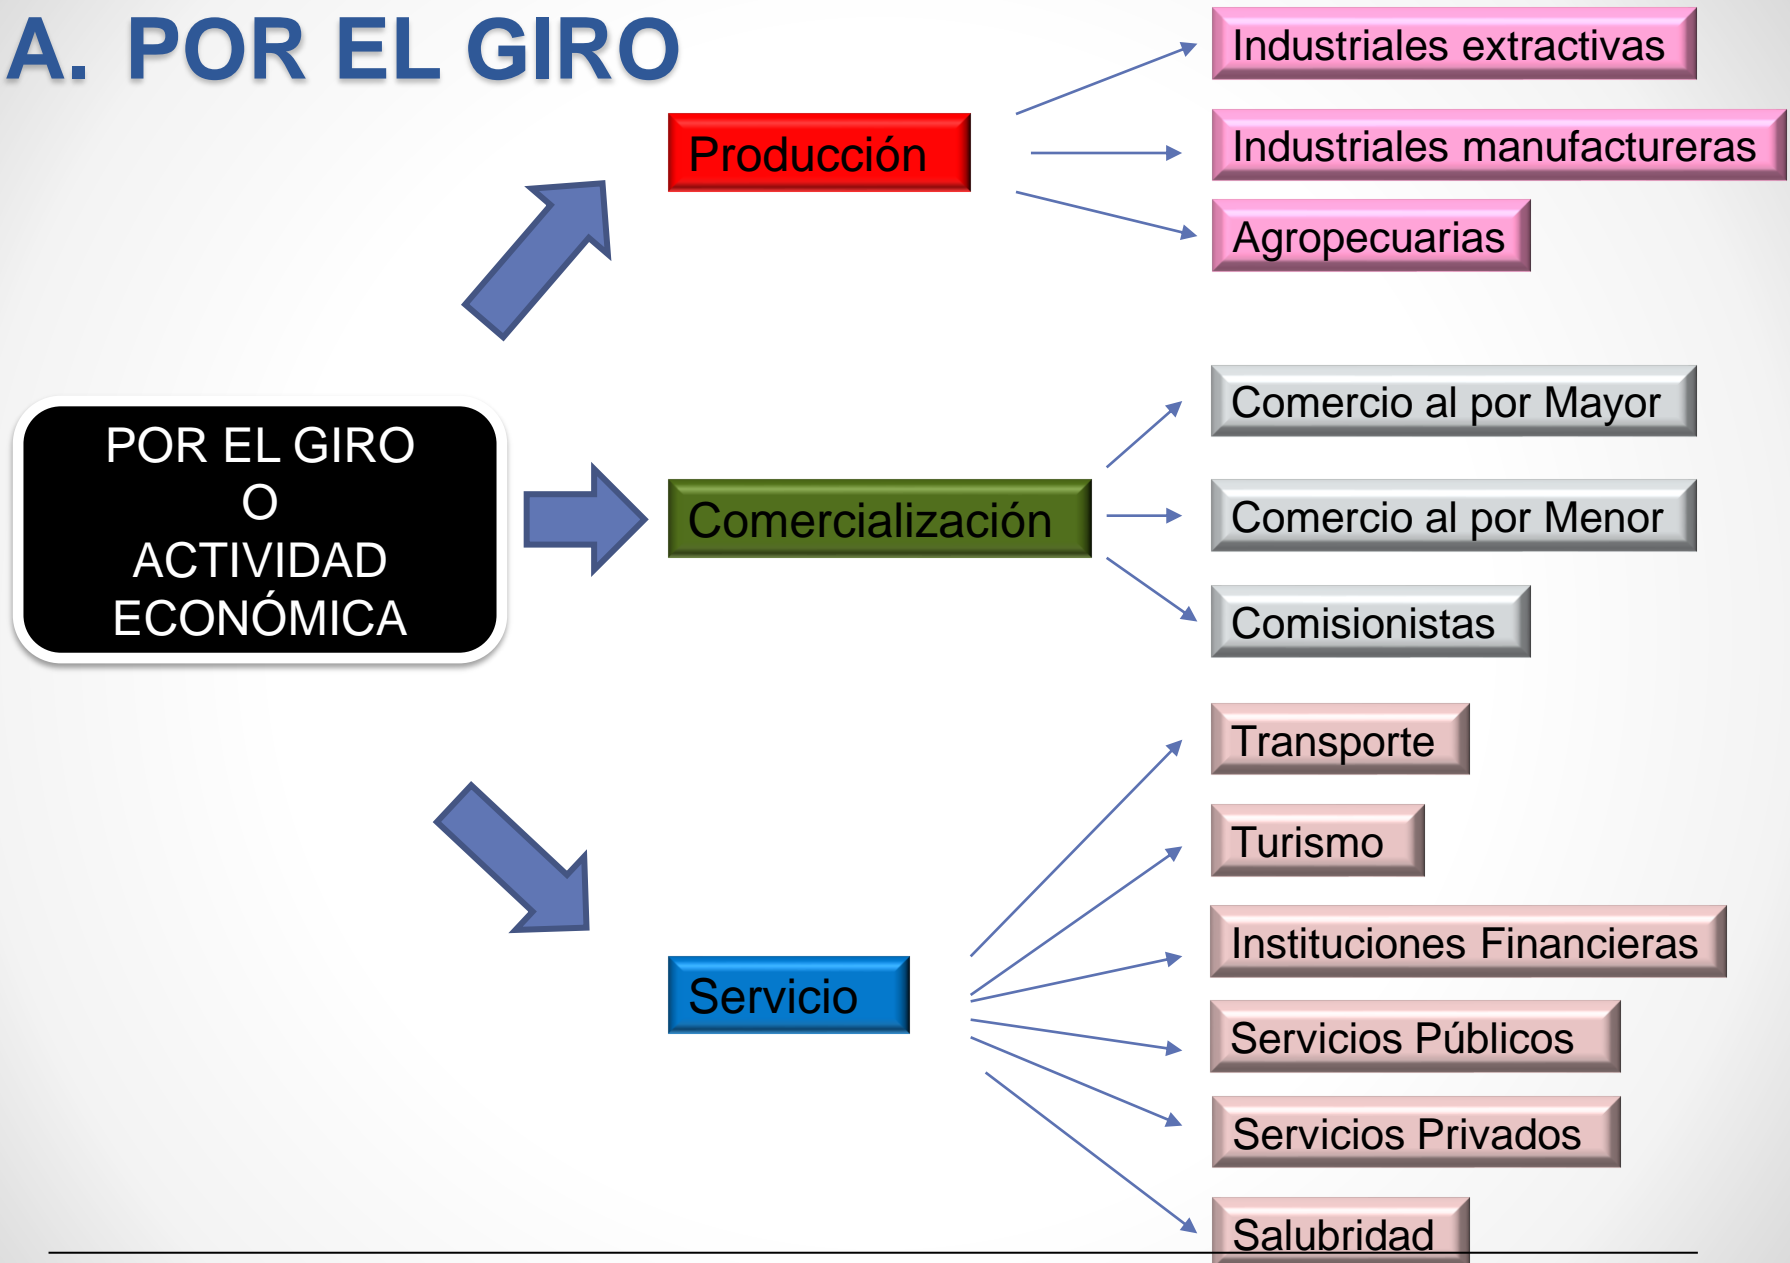 A. POR EL GIRO
POR EL GIRO
O
ACTIVIDAD
ECONÓMICA
Producción
Industriales extractivas
Industriales manufactureras
Agropecuarias
Comercialización
Comercio al por Mayor
Comercio al por Menor
Comisionistas
Servicio
Transporte
Turismo
Instituciones Financieras
Servicios Públicos
Servicios Privados
Salubridad